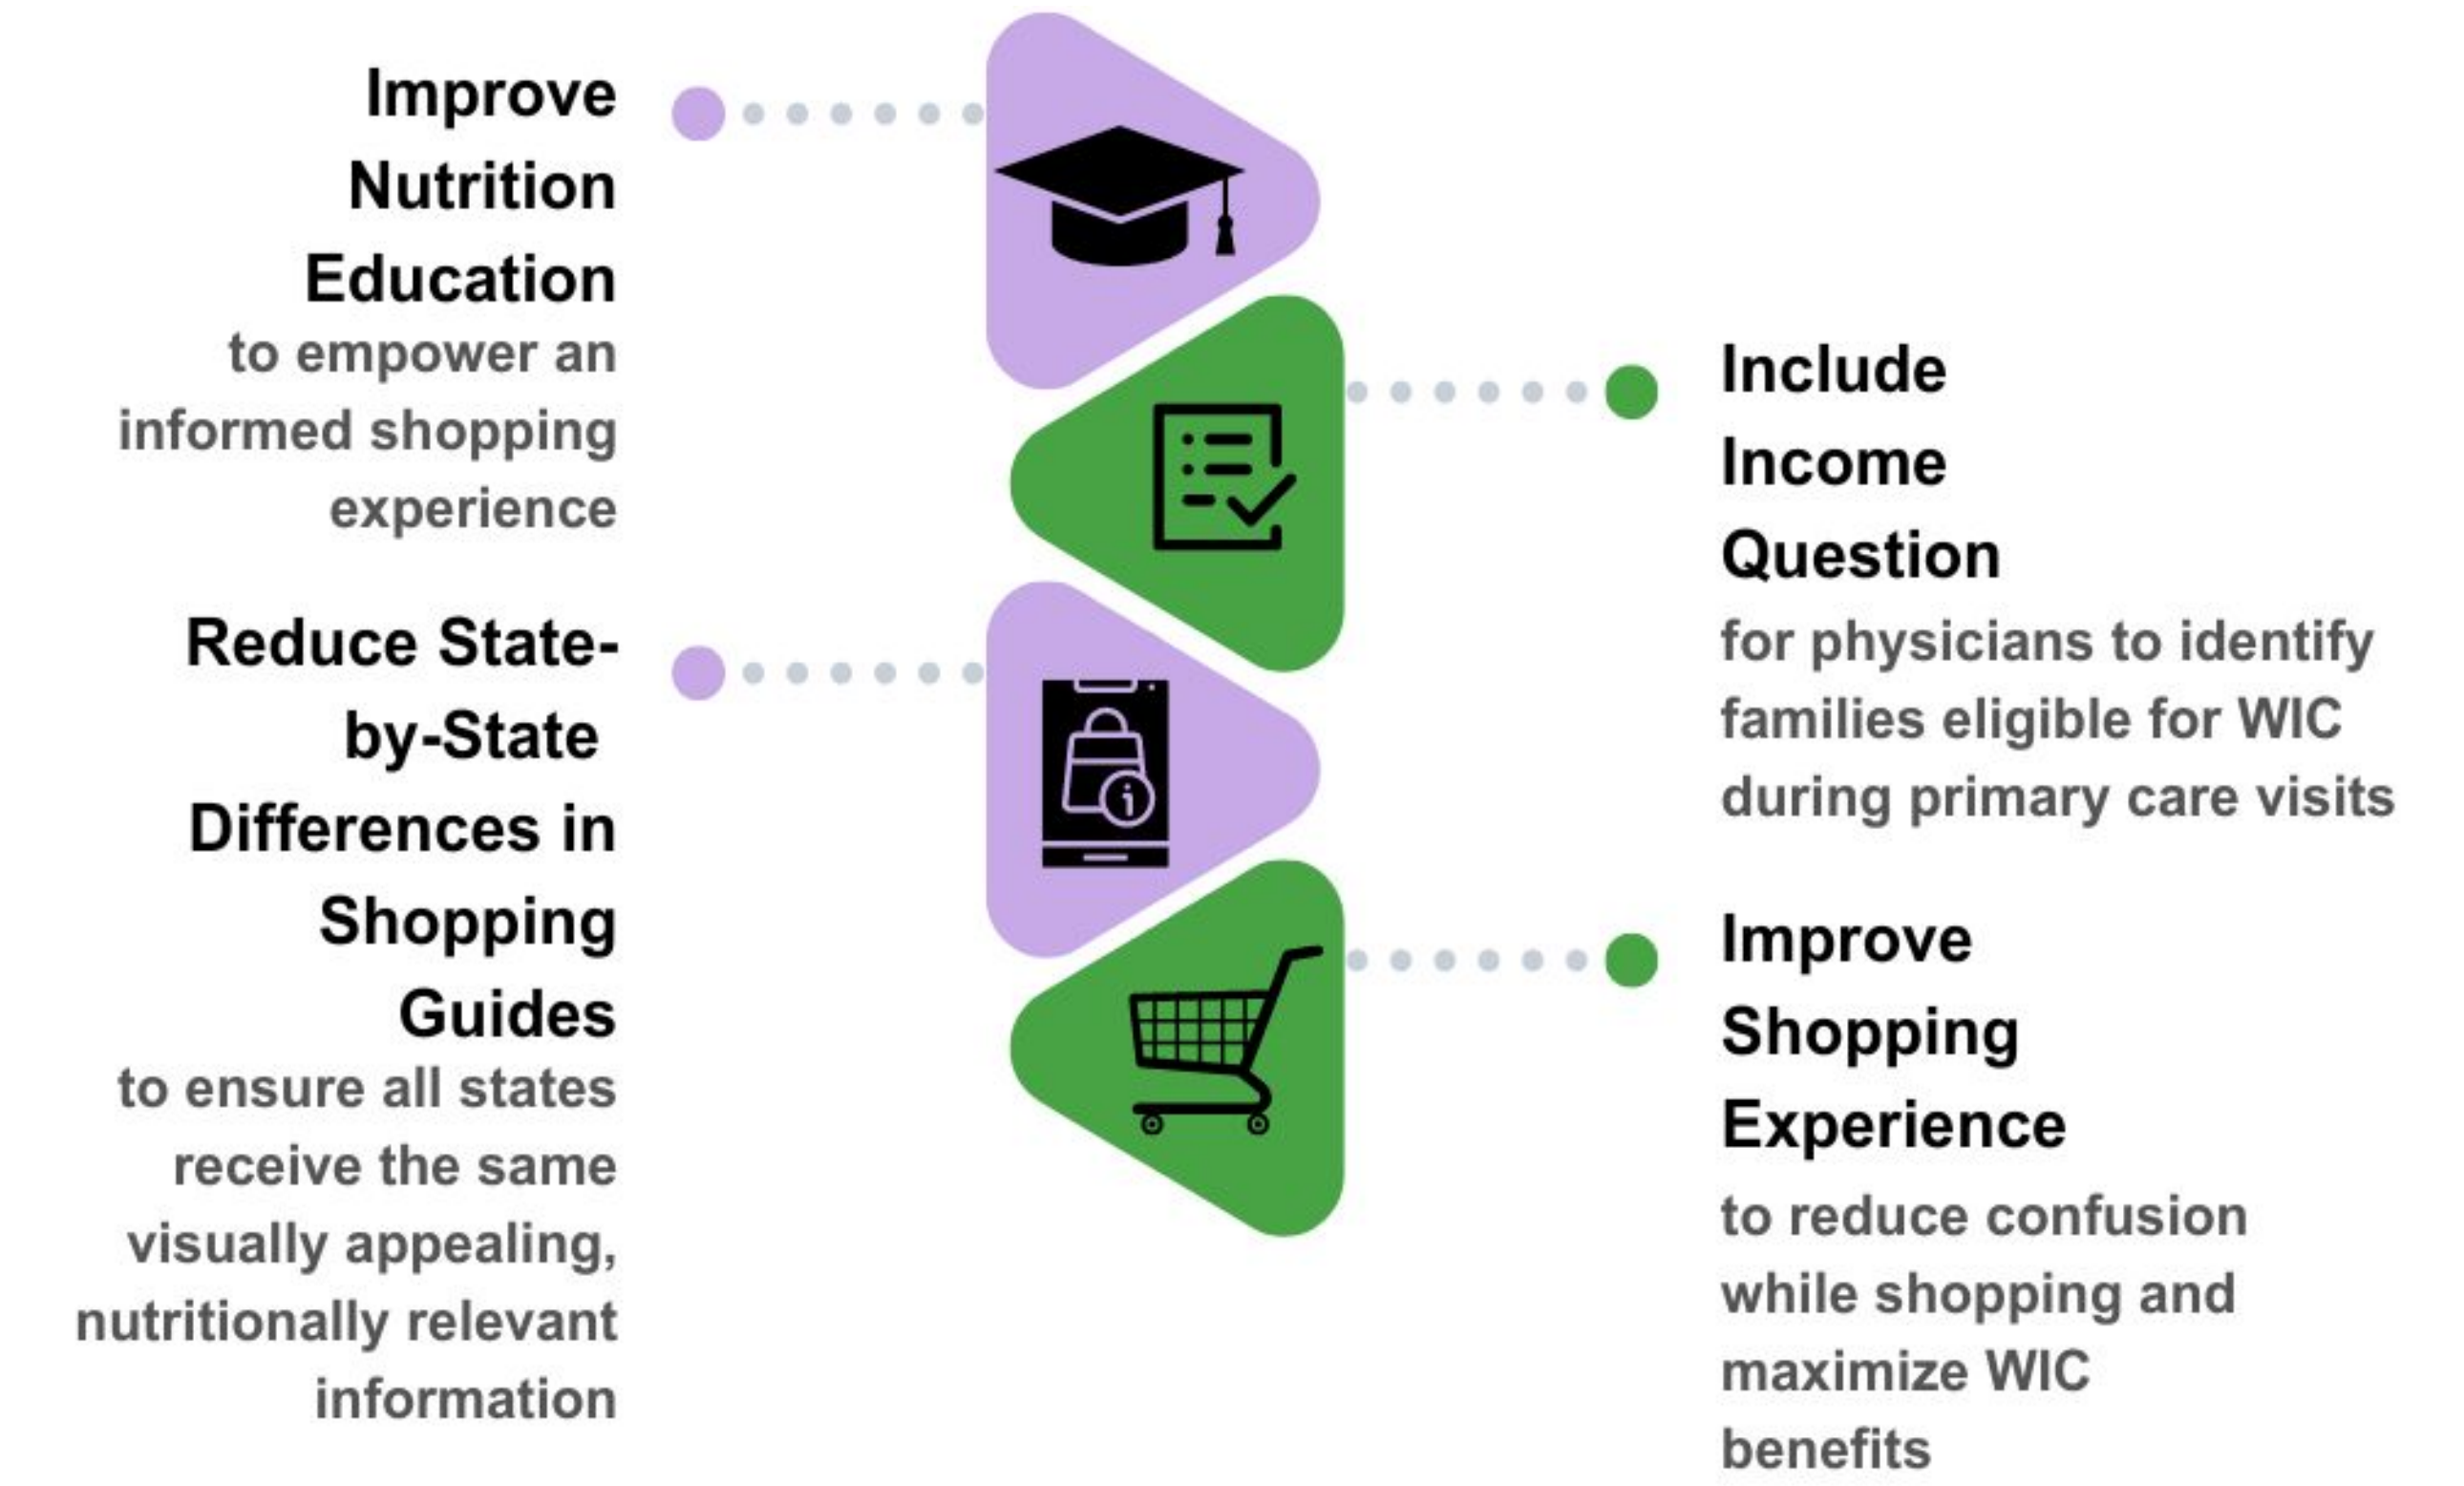 Improve
Nutrition
Education
to empower an
informed shopping
experience
Include
Income
Question
for physicians to identify
families eligible for WIC
during primary care visits
Reduce State-
by-State
Differences in
Shopping
Guides
to ensure all states
receive the same
visually appealing,
nutritionally relevant
information
Improve
Shopping
Experience
to reduce confusion
while shopping and
maximize WIC
benefits